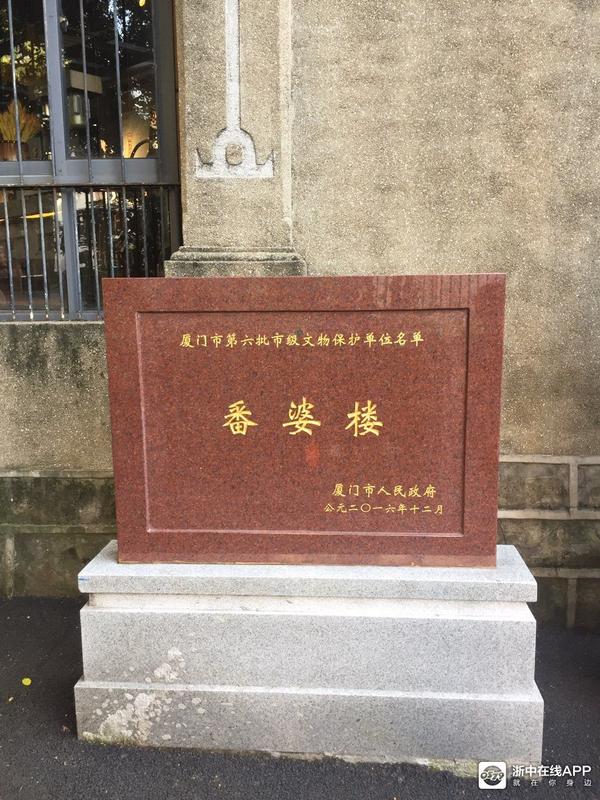 厦门市第六批市级文物保护单位名单
番婆楼
厦门市人民政府
公元二〇一六年十二月
浙中在线APP
就在你身边